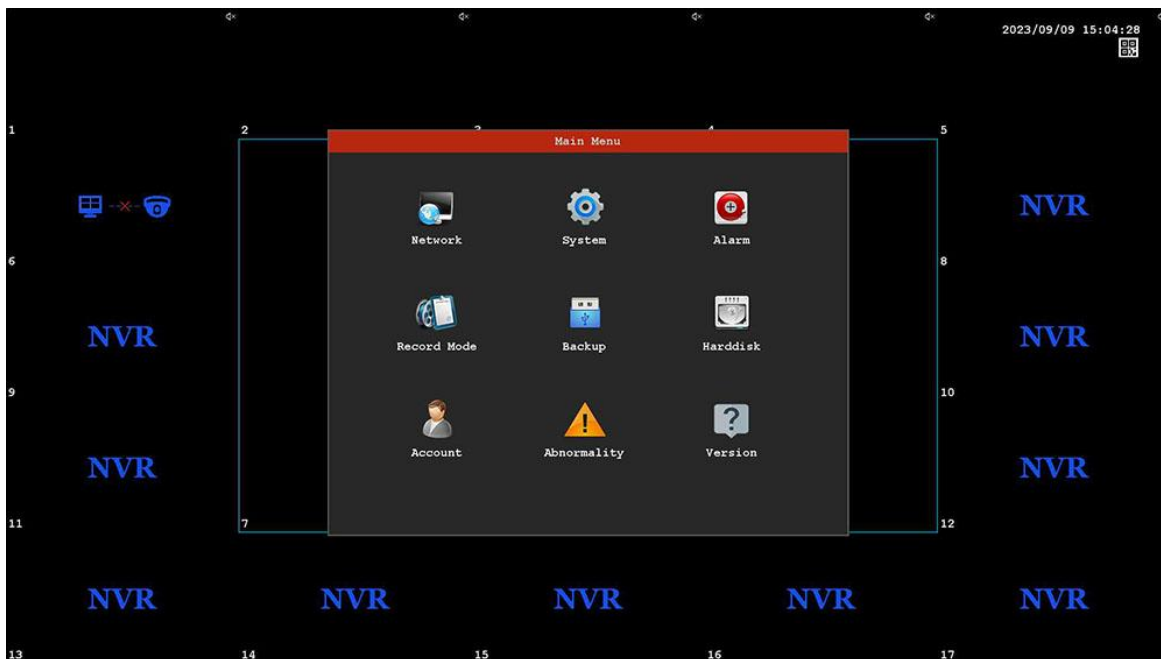 2023/09/09 15:04:28
1 2 3 4 5
Main Menu
NVR
Network System Alarm
6 8
NVR NVR
Record Mode Backup Harddisk
9 10
Account Abnormality Version
NVR NVR
11 7 12
NVR NVR NVR NVR NVR
13 14 15 16 17